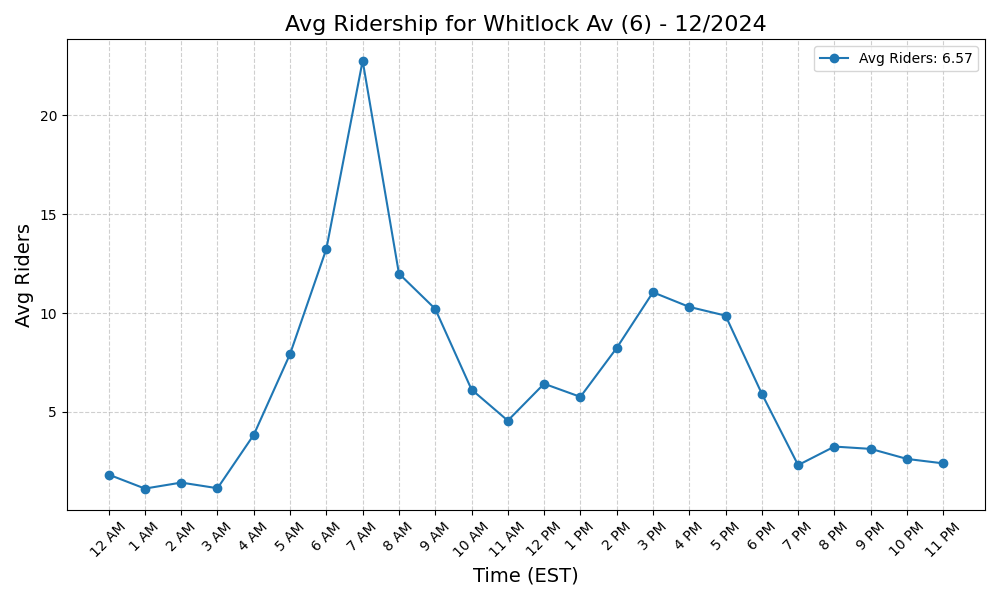 Avg Ridership for Whitlock Av (6) - 12/2024
Avg Riders: 6.57
Avg Riders
20
15
10
5
12 AM
1 AM
2 AM
3 AM
4 AM
5 AM
6 AM
7 AM
8 AM
9 AM
10 AM
11 AM
12 PM
1 PM
2 PM
3 PM
4 PM
5 PM
6 PM
7 PM
8 PM
9 PM
10 PM
11 PM
Time (EST)